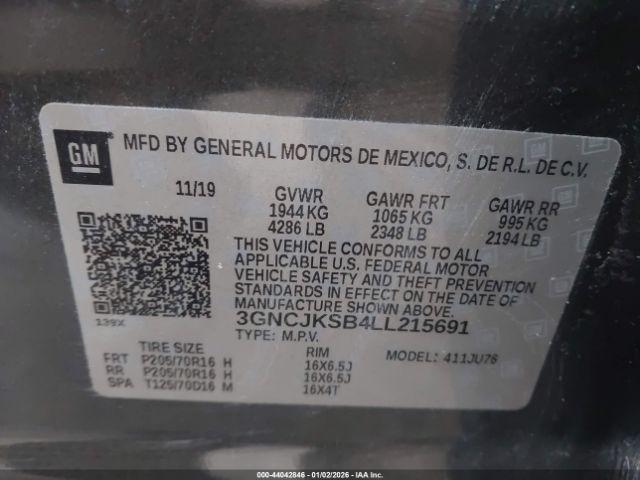 GM MFD BY GENERAL MOTORS DE MEXICO, S. DE R.L. DE C.V.
11/19 GVWR GAWR FRT GAWR RR
1944 KG 1065 KG 995 KG
4286 LB 2348 LB 2194 LB
THIS VEHICLE CONFORMS TO ALL
APPLICABLE U.S. FEDERAL MOTOR
VEHICLE SAFETY AND THEFT PREVENTION
STANDARDS IN EFFECT ON THE DATE OF
MANUFACTURE SHOWN ABOVE.
139X 3GNCJKSB4LL215691
TYPE: M.P.V. MODEL: 411JU76
TIRE SIZE RIM
FRT P205/70R16 H 16X6.5J
RR P205/70R16 H 16X6.5J
SPA T125/70D16 M 16X4T
000-44042846 - 01/02/2026 - IAA Inc.